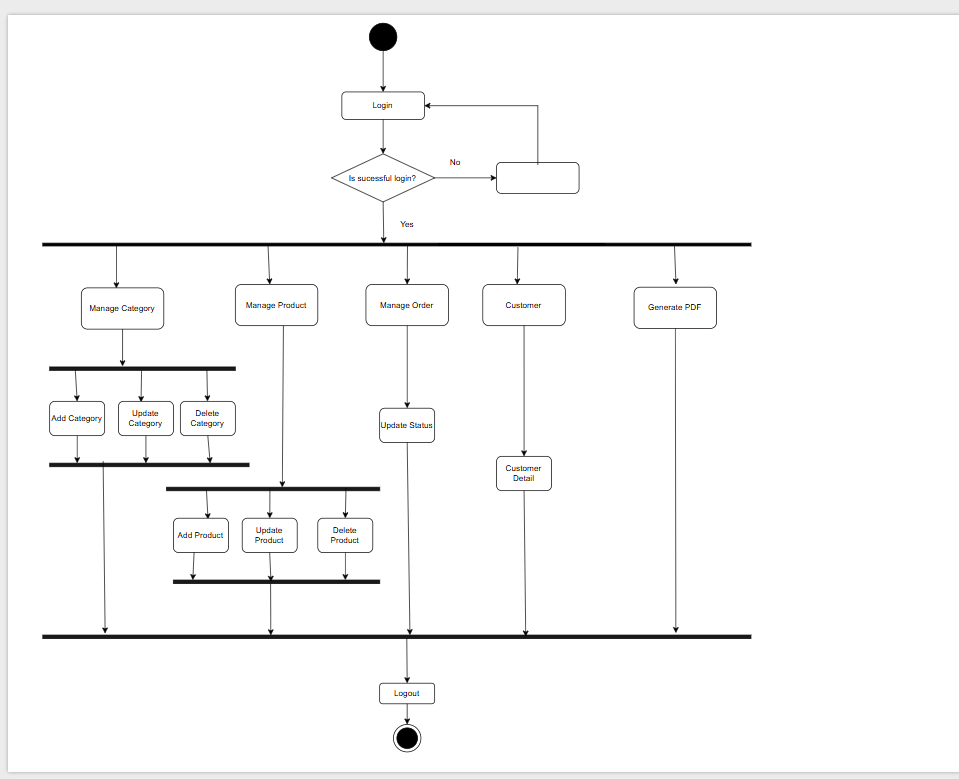 Login
Is sucessful login?
No
Yes
Manage Category
Manage Product
Manage Order
Customer
Generate PDF
Add Category
Update
Category
Delete
Category
Update Status
Customer
Detail
Add Product
Update
Product
Delete
Product
Logout